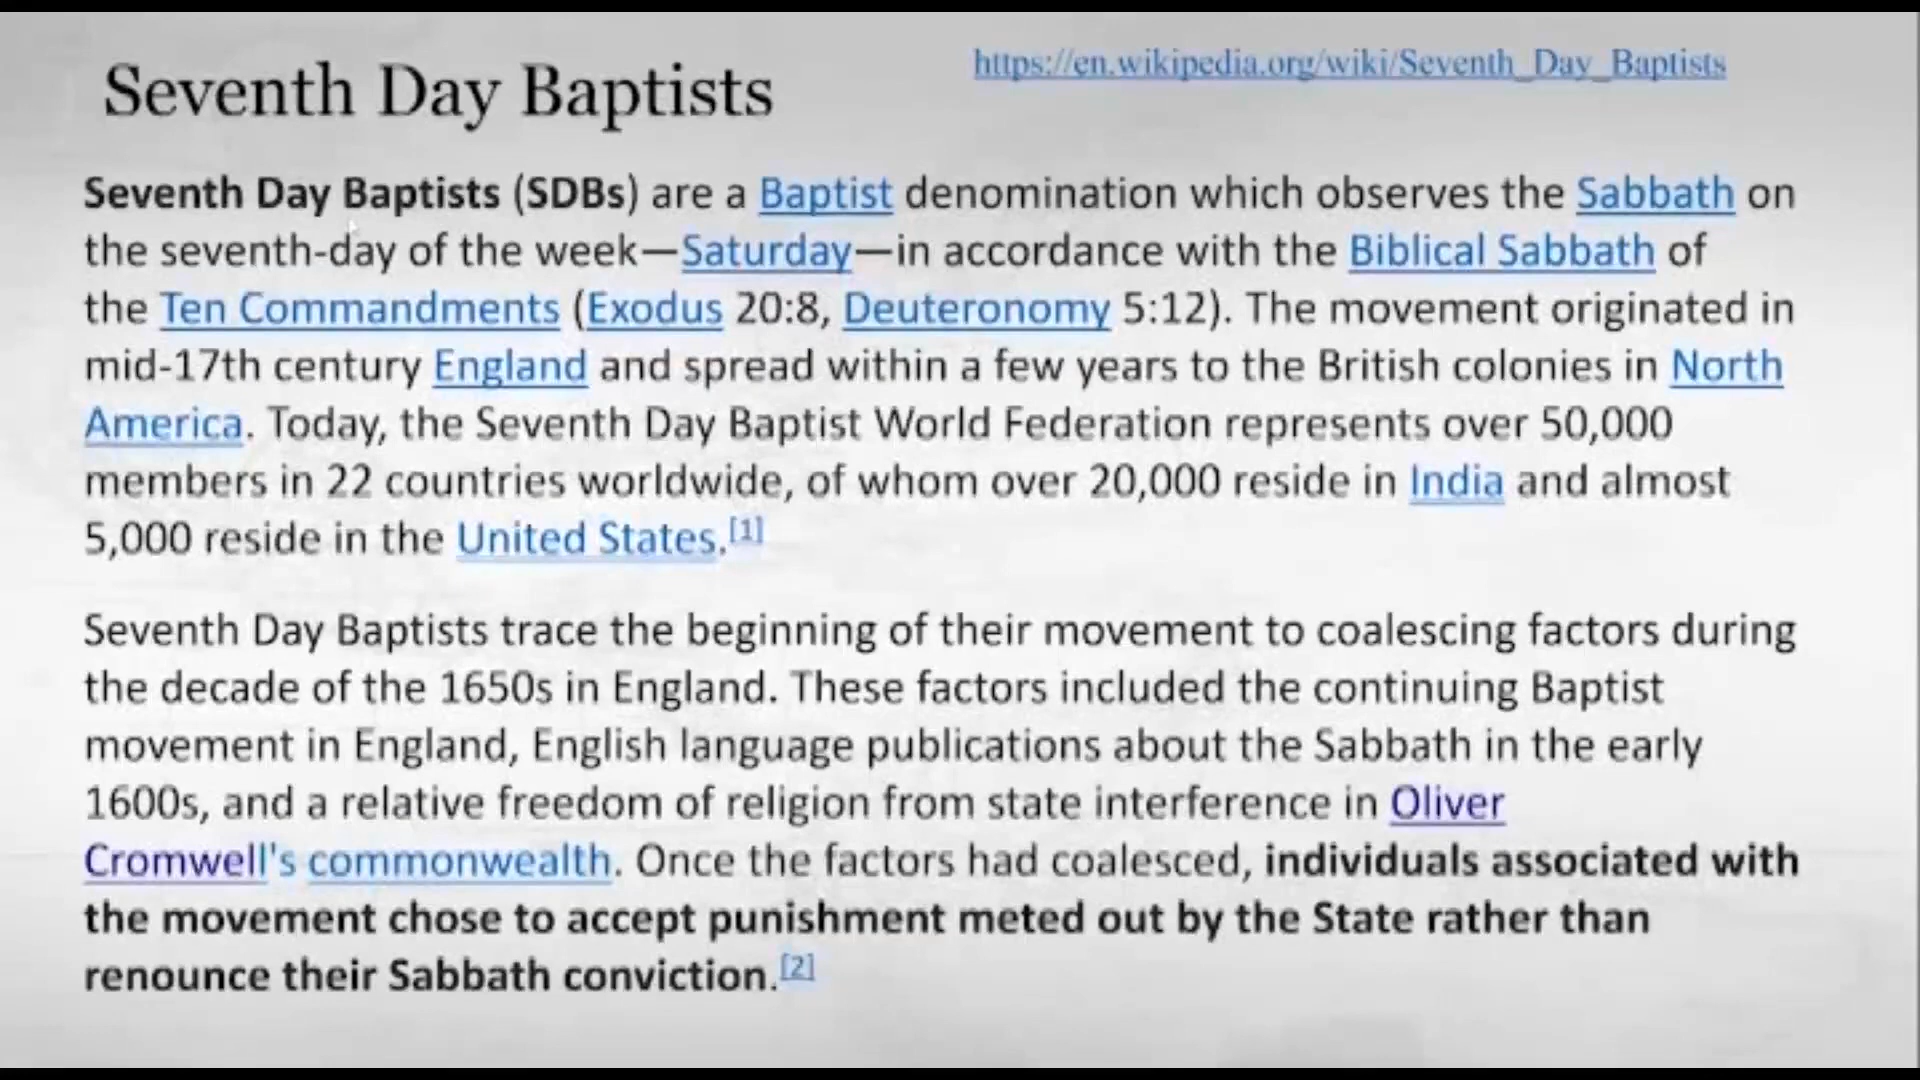 Seventh Day Baptists
https://en.wikipedia.org/wiki/Seventh_Day_Baptists
Seventh Day Baptists (SDBs) are a Baptist denomination which observes the Sabbath on
the seventh-day of the week—Saturday—in accordance with the Biblical Sabbath of
the Ten Commandments (Exodus 20:8, Deuteronomy 5:12). The movement originated in
mid-17th century England and spread within a few years to the British colonies in North
America. Today, the Seventh Day Baptist World Federation represents over 50,000
members in 22 countries worldwide, of whom over 20,000 reside in India and almost
5,000 reside in the United States.[1]
Seventh Day Baptists trace the beginning of their movement to coalescing factors during
the decade of the 1650s in England. These factors included the continuing Baptist
movement in England, English language publications about the Sabbath in the early
1600s, and a relative freedom of religion from state interference in Oliver
Cromwell's commonwealth. Once the factors had coalesced, individuals associated with
the movement chose to accept punishment meted out by the State rather than
renounce their Sabbath conviction.[2]